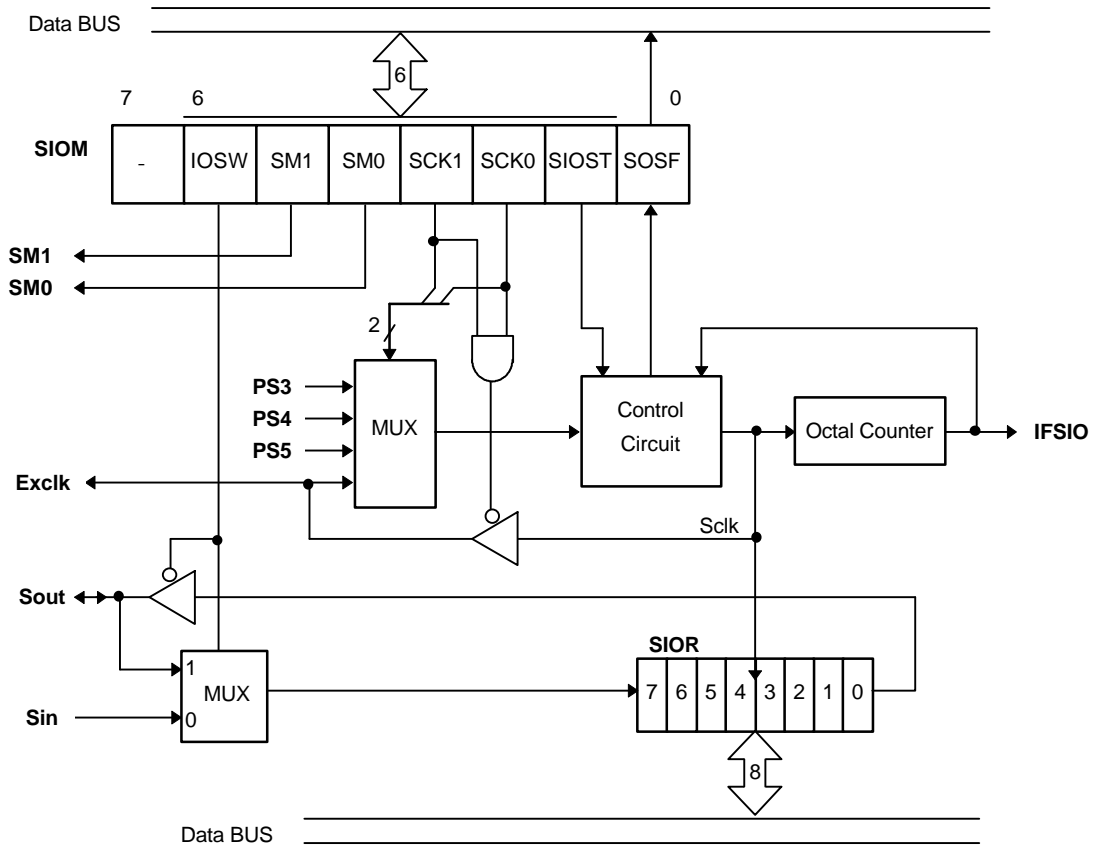 Data BUS
6
7 6 0
SIOM
- IOSW SM1 SM0 SCK1 SCK0 SIOST SOSF
SM1
SM0
2
PS3
PS4
PS5
MUX
Control
Circuit
Octal Counter
IFSIO
Exclk
Sclk
Sout
SIOR
1
MUX
0
Sin
7 6 5 4 3 2 1 0
8
Data BUS